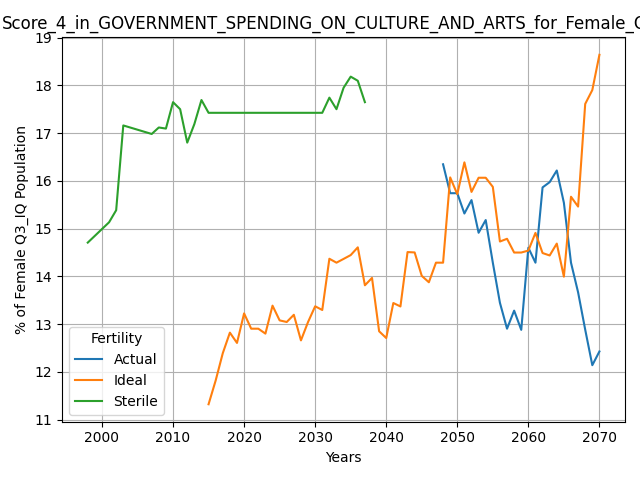 Score_4_in_GOVERNMENT_SPENDING_ON_CULTURE_AND_ARTS_for_Female_
19
18
17
16
15
14
13
12
11
% of Female Q3_IQ Population
Fertility
Actual
Ideal
Sterile
2000 2010 2020 2030 2040 2050 2060 2070
Years